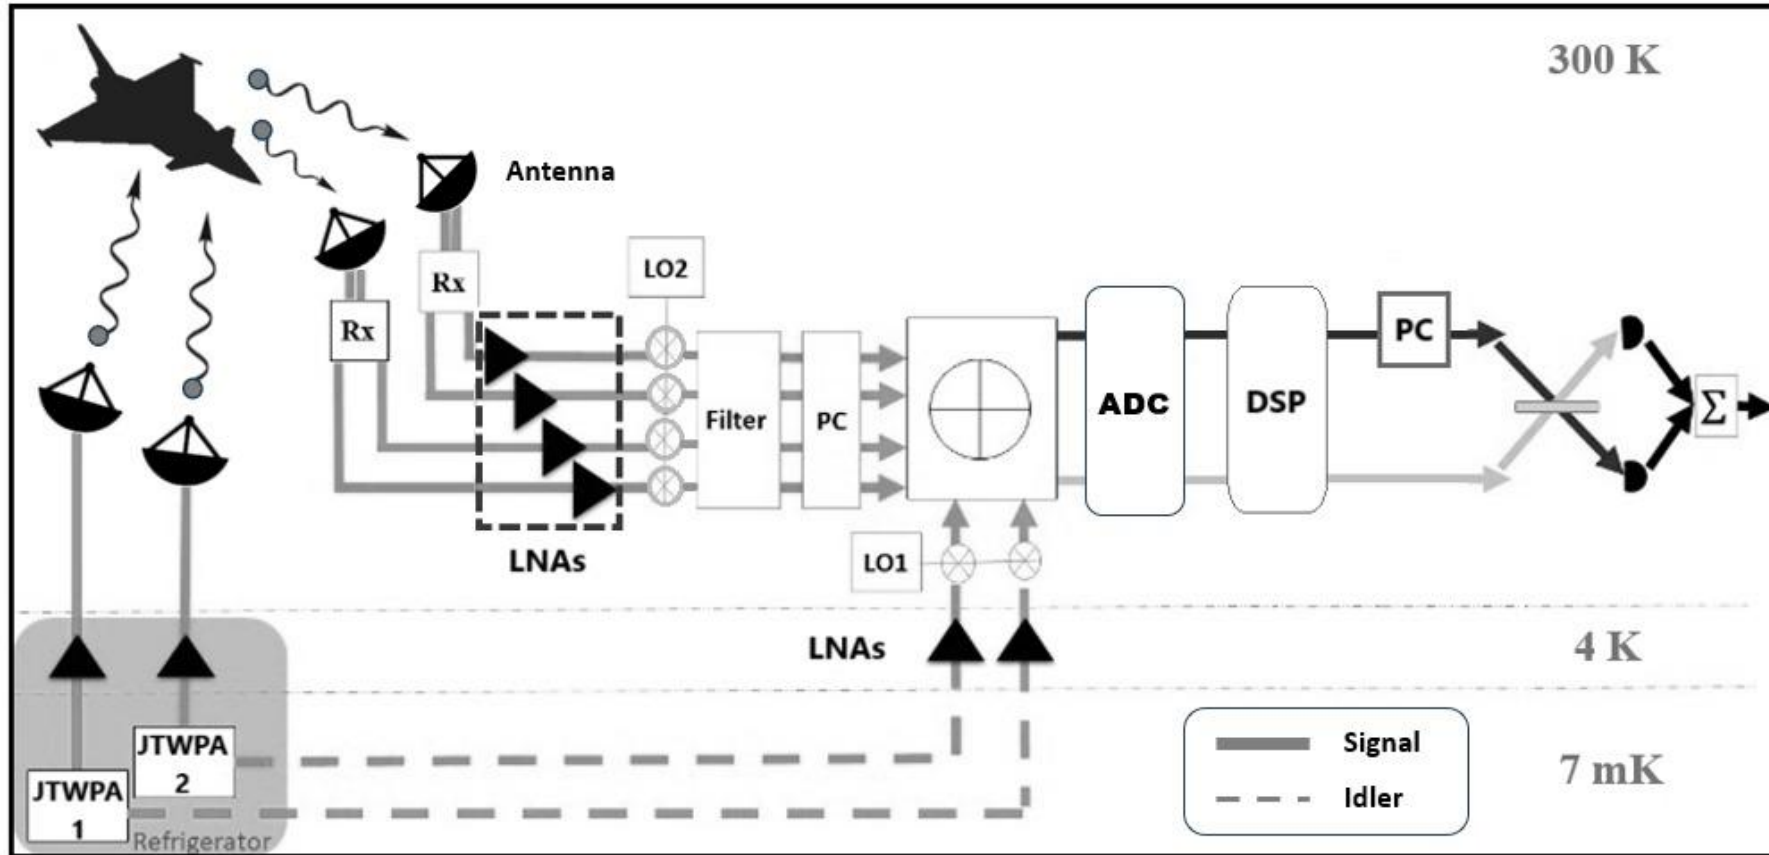 300 K
Antenna
Rx
Rx
LO2
LNAs
Filter
PC
ADC
DSP
PC
Σ
LO1
LNAs
4 K
JTWPA
2
JTWPA
1
Refrigerator
Signal
Idler
7 mK